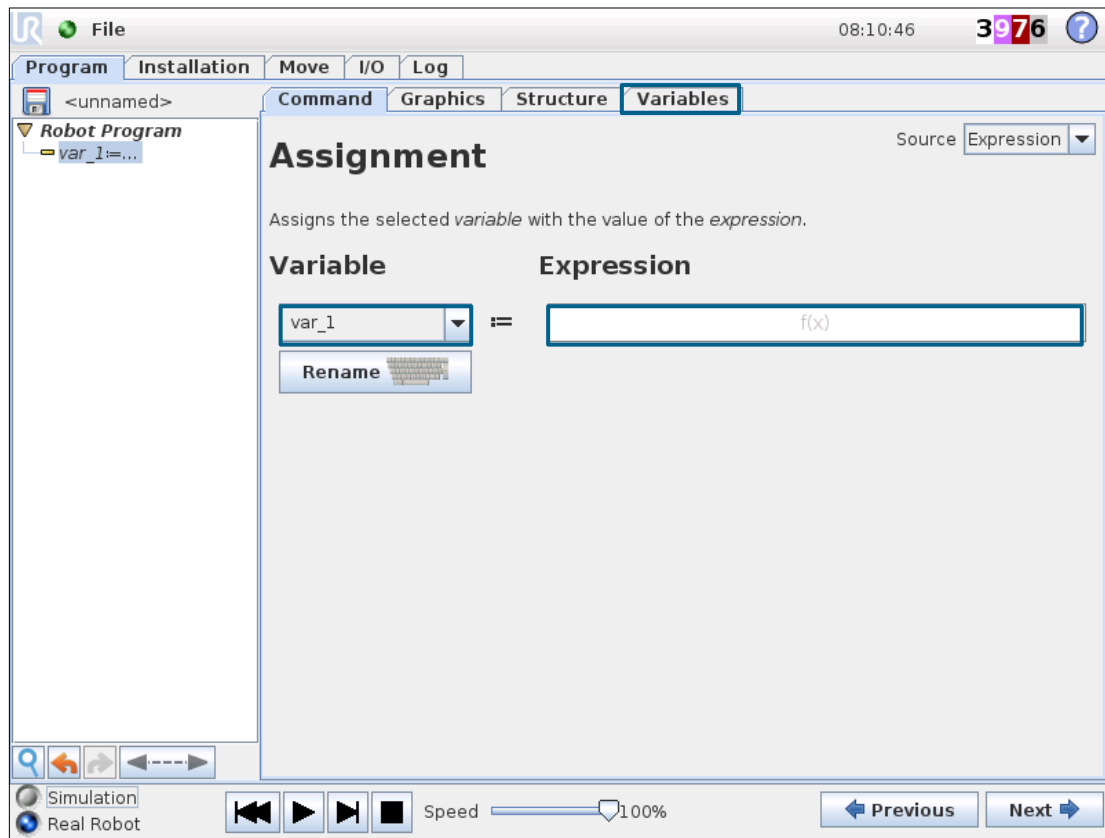 UR File 08:10:46 3976 ?
Program Installation Move I/O Log
<unnamed> Command Graphics Structure Variables
Robot Program
var_1:=...
Source Expression
Assignment
Assigns the selected variable with the value of the expression.
Variable Expression
var_1 := f(x)
Rename
Simulation
Real Robot
Speed 100%
Previous Next